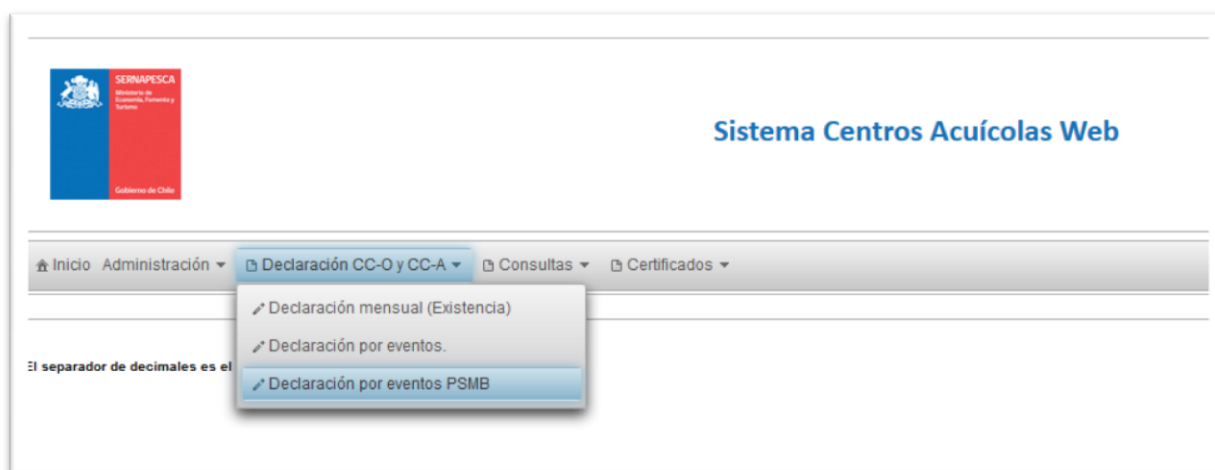 SERNAPESCA
Ministerio de
Economía, Fomento y
Turismo
Gobierno de Chile
Sistema Centros Acuícolas Web
Inicio Administración Declaración CC-O y CC-A Consultas Certificados
Declaración mensual (Existencia)
Declaración por eventos.
Declaración por eventos PSMB
El separador de decimales es el